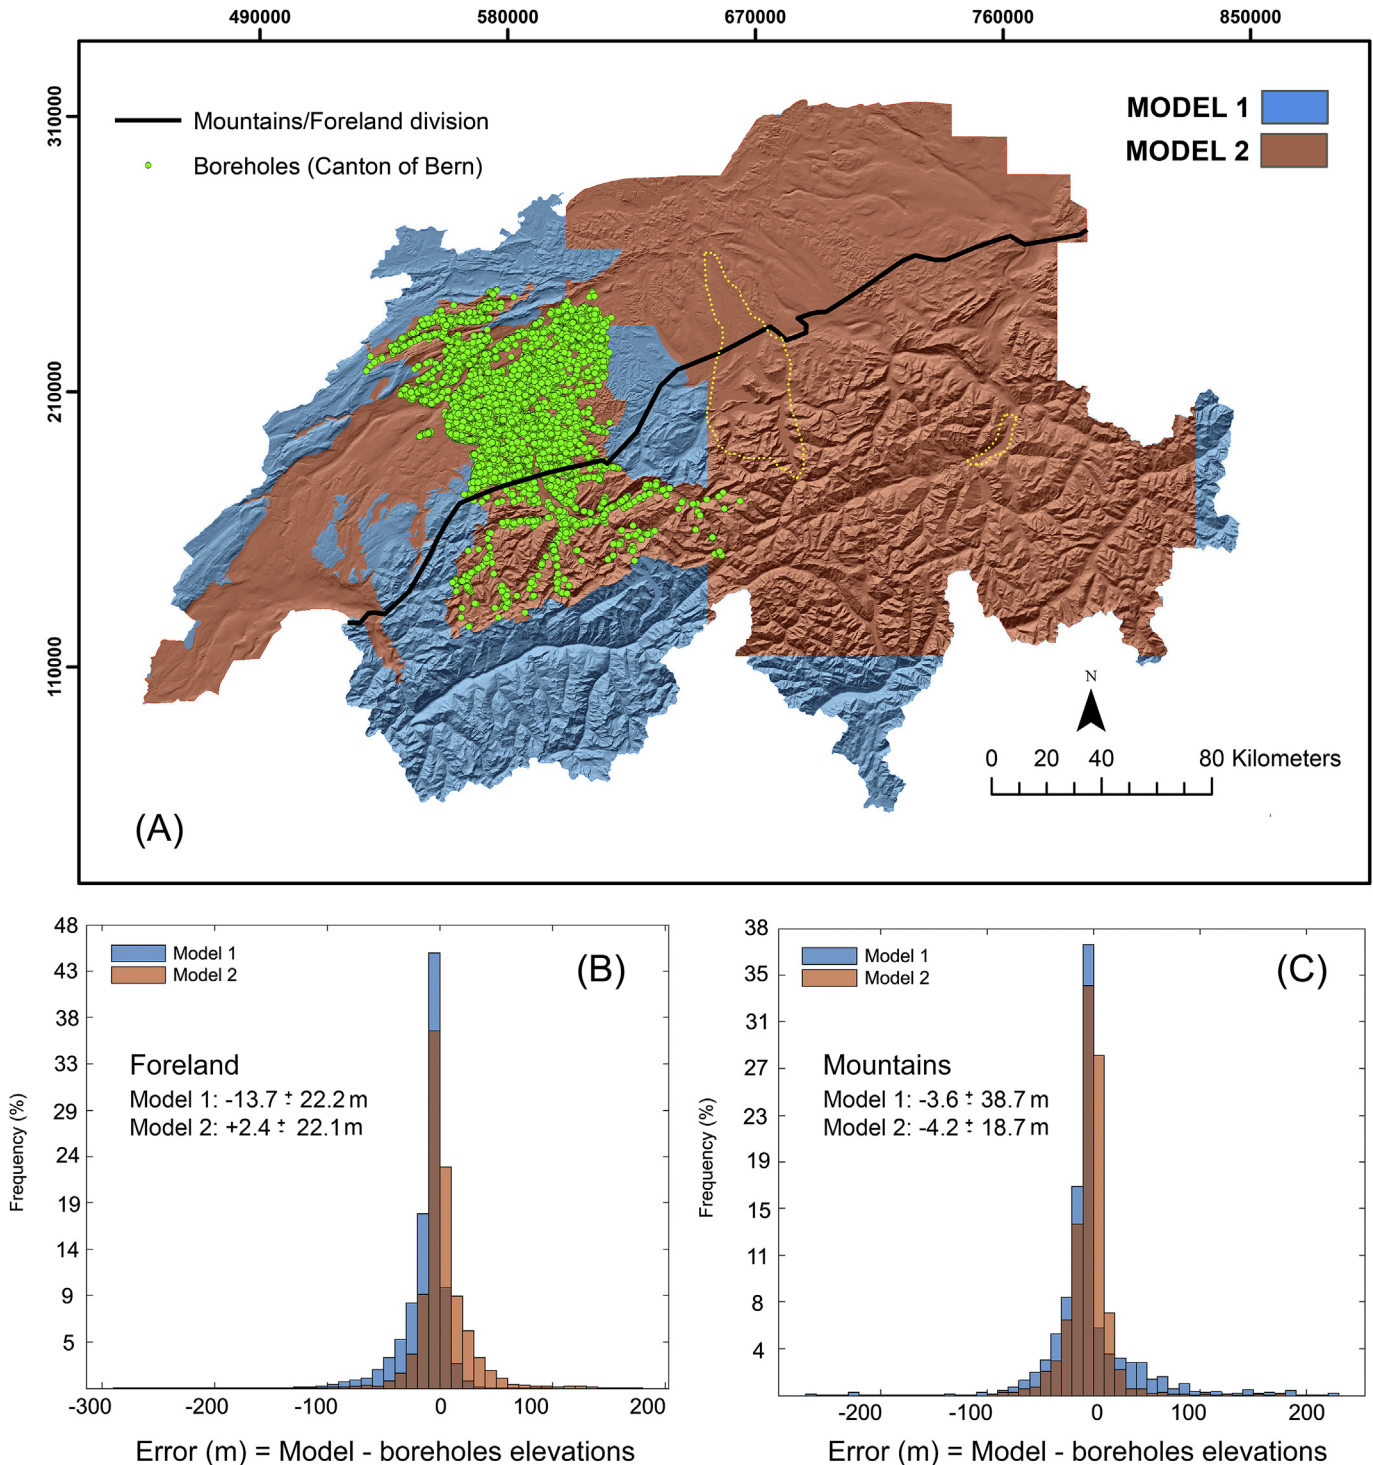 490000 580000 670000 760000 850000
310000
210000
110000
Mountains/Foreland division
Boreholes (Canton of Bern)
MODEL 1
MODEL 2
N
0 20 40 80 Kilometers
(A)
48
43
38
33
29
24
19
14
9
5
Frequency (%)
Model 1
Model 2
(B)
Foreland
Model 1: -13.7 ± 22.2 m
Model 2: +2.4 ± 22.1 m
-300 -200 -100 0 100 200
Error (m) = Model - boreholes elevations
38
35
31
27
23
19
15
11
8
4
Frequency (%)
Model 1
Model 2
(C)
Mountains
Model 1: -3.6 ± 38.7 m
Model 2: -4.2 ± 18.7 m
-200 -100 0 100 200
Error (m) = Model - boreholes elevations